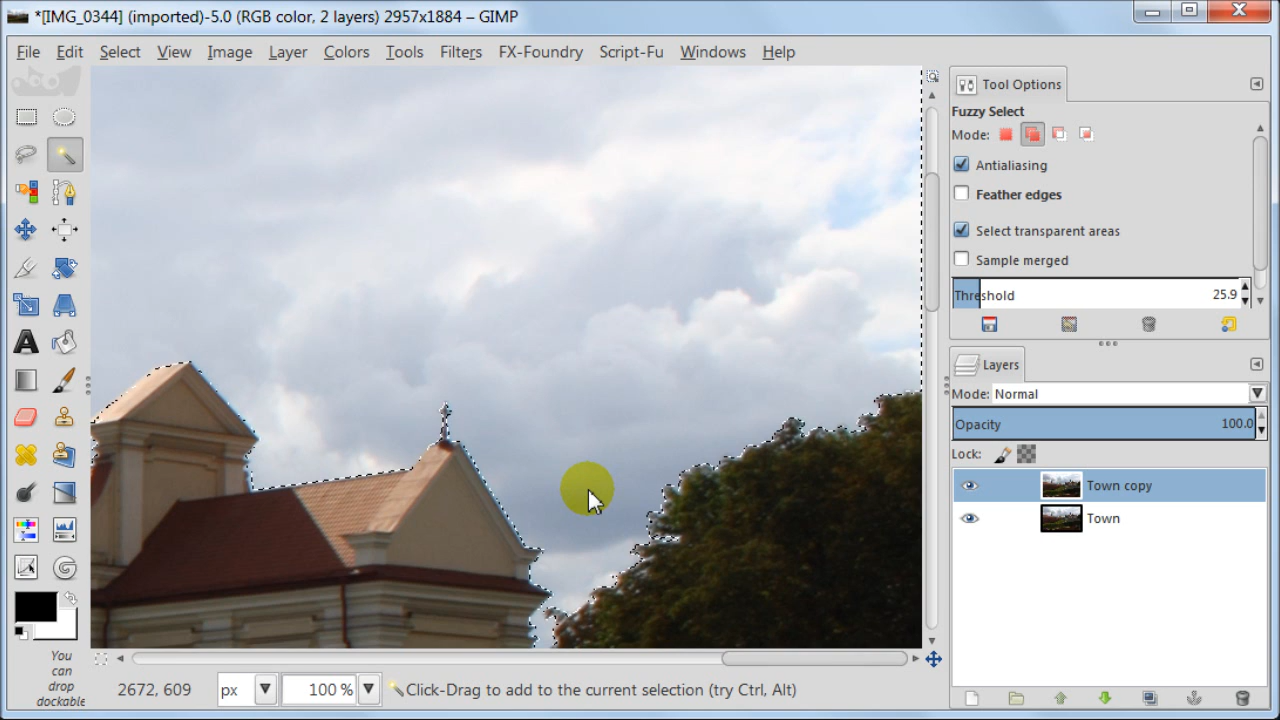 *[IMG_0344] (imported)-5.0 (RGB color, 2 layers) 2957x1884 – GIMP
File Edit Select View Image Layer Colors Tools Filters FX-Foundry Script-Fu Windows Help
Tool Options
Fuzzy Select
Mode:
Antialiasing
Feather edges
Select transparent areas
Sample merged
Threshold 25.9
Layers
Mode: Normal
Opacity 100.0
Lock:
Town copy
Town
You
can
drop
dockable
2672, 609 px 100 % Click-Drag to add to the current selection (try Ctrl, Alt)